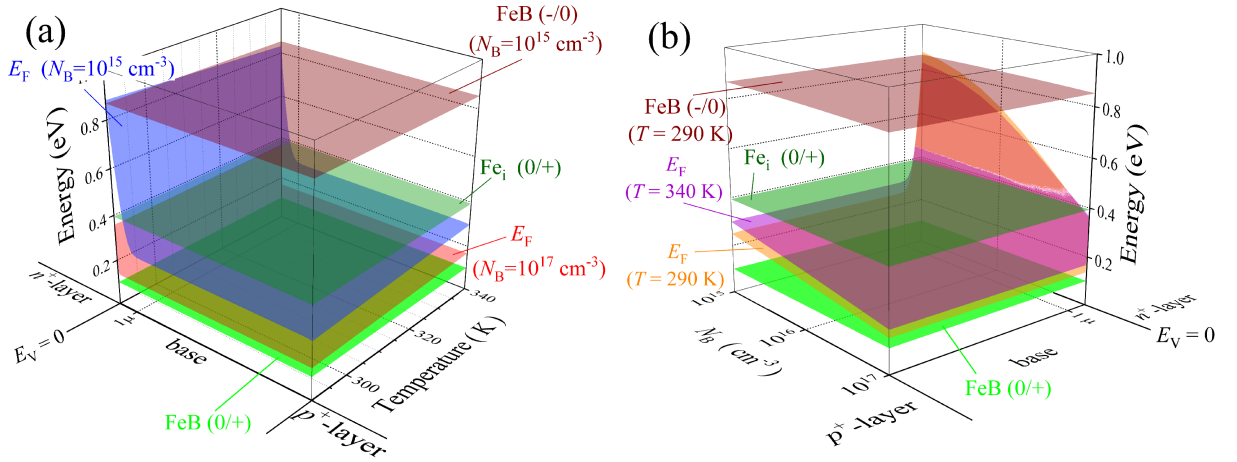 (a)
FeB (-/0)
(N_B=10^15 cm^-3)
E_F (N_B=10^15 cm^-3)
Energy (eV)
0.8
0.6
0.4
0.2
Fe_i (0/+)
E_F
(N_B=10^17 cm^-3)
n^+-layer
E_V = 0
1μ
base
FeB (0/+)
p^+-layer
Temperature (K)
300
320
340
(b)
FeB (-/0)
(T = 290 K)
E_F
(T = 340 K)
Fe_i (0/+)
E_F
(T = 290 K)
1.0
0.8
0.6
0.4
0.2
Energy (eV)
10^15
10^16
10^17
N_B (cm^-3)
p^+-layer
base
1 μ
n^+-layer
E_V = 0
FeB (0/+)